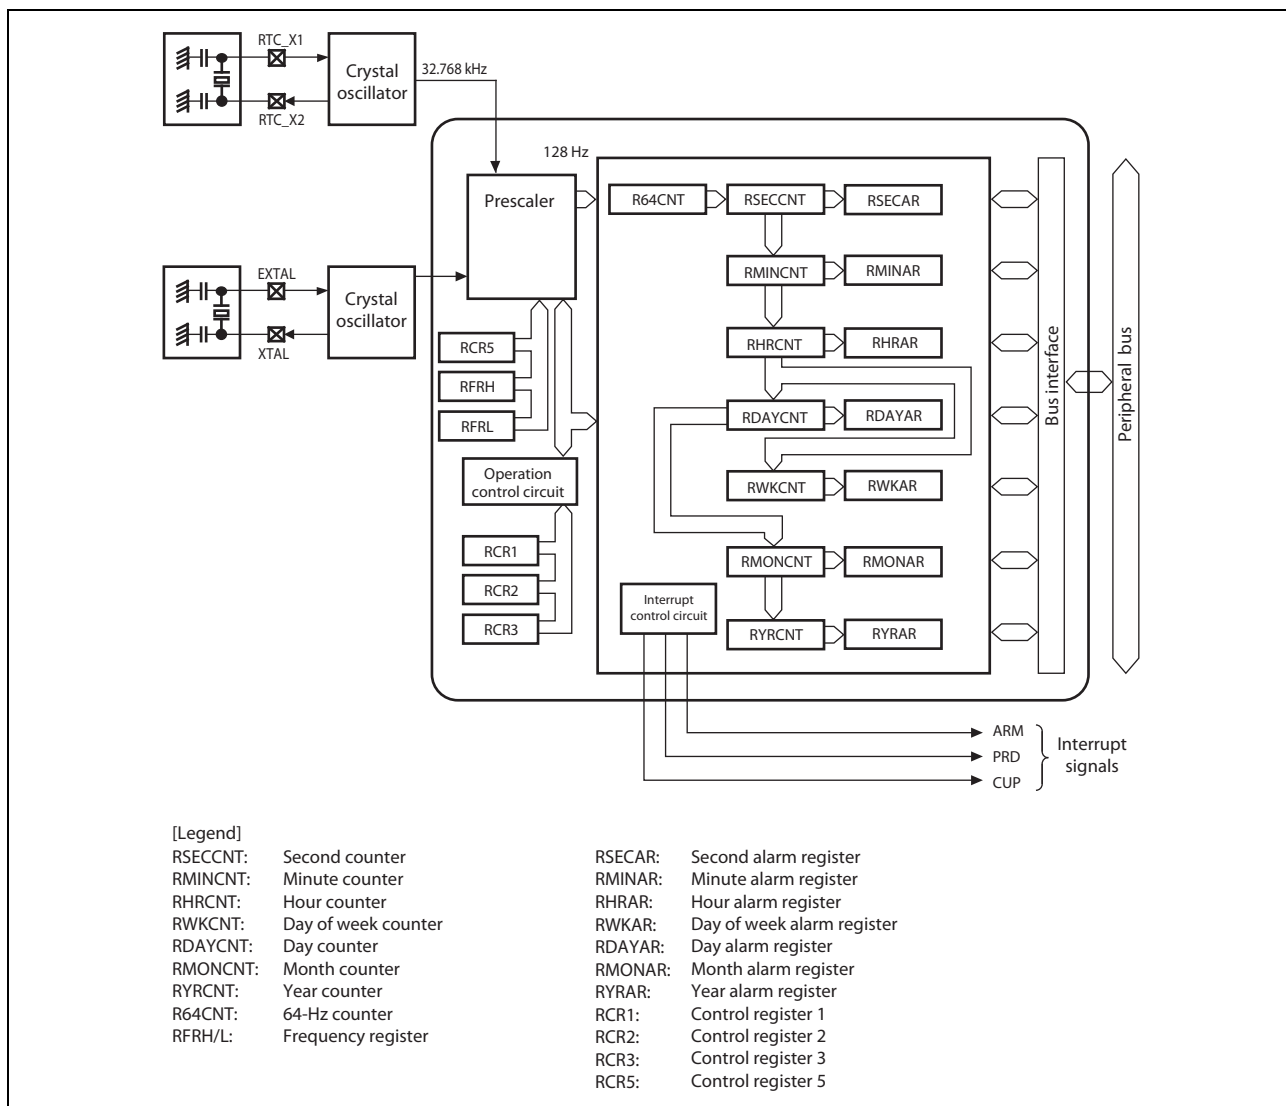 RTC_X1
Crystal
oscillator
32.768 kHz
RTC_X2
128 Hz
Prescaler
R64CNT
RSECCNT
RSECAR
EXTAL
Crystal
oscillator
XTAL
RMINCNT
RMINAR
RCR5
RFRH
RFRL
RHRCNT
RHRAR
RDAYCNT
RDAYAR
Operation
control circuit
RWKCNT
RWKAR
RCR1
RCR2
RCR3
RMONCNT
RMONAR
Interrupt
control circuit
RYRCNT
RYRAR
Bus interface
Peripheral bus
ARM
PRD
CUP
Interrupt
signals
[Legend]
RSECCNT: Second counter
RMINCNT: Minute counter
RHRCNT: Hour counter
RWKCNT: Day of week counter
RDAYCNT: Day counter
RMONCNT: Month counter
RYRCNT: Year counter
R64CNT: 64-Hz counter
RFRH/L: Frequency register
RSECAR: Second alarm register
RMINAR: Minute alarm register
RHRAR: Hour alarm register
RWKAR: Day of week alarm register
RDAYAR: Day alarm register
RMONAR: Month alarm register
RYRAR: Year alarm register
RCR1: Control register 1
RCR2: Control register 2
RCR3: Control register 3
RCR5: Control register 5